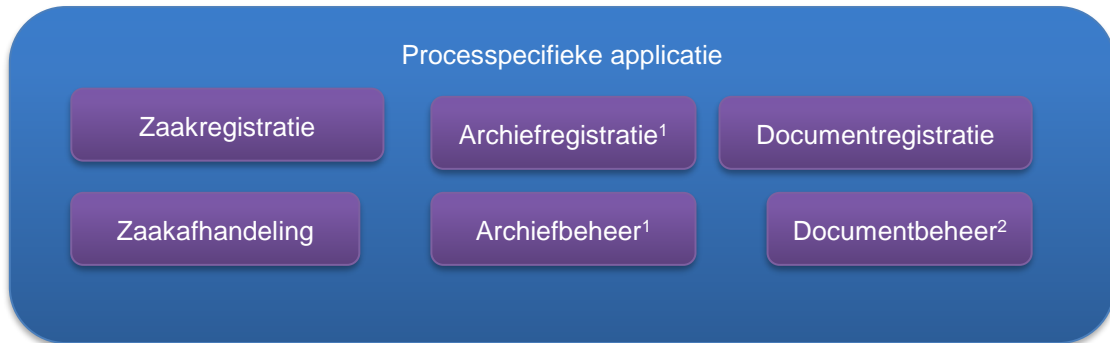 Processpecifieke applicatie
Zaakregistratie
Archiefregistratie¹
Documentregistratie
Zaakafhandeling
Archiefbeheer¹
Documentbeheer²